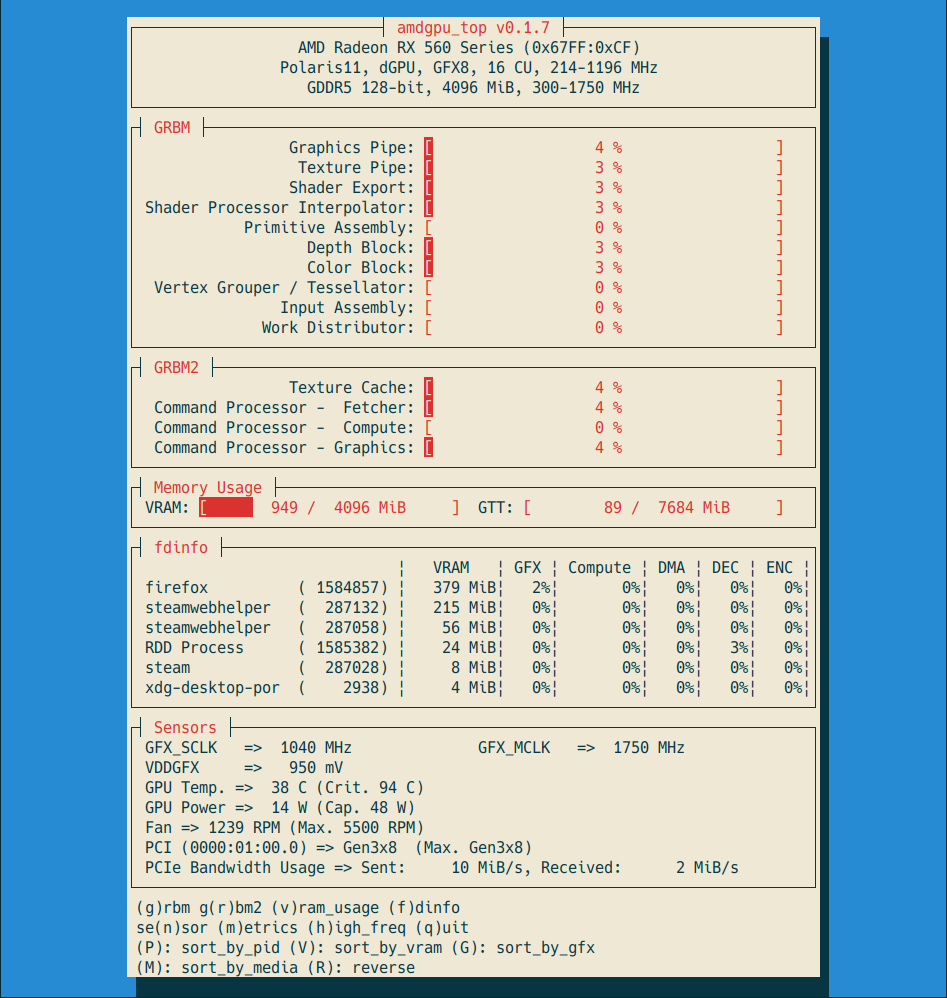 amdgpu_top v0.1.7
AMD Radeon RX 560 Series (0x67FF:0xCF)
Polaris11, dGPU, GFX8, 16 CU, 214-1196 MHz
GDDR5 128-bit, 4096 MiB, 300-1750 MHz
GRBM
Graphics Pipe: [ 4 % ]
Texture Pipe: [ 3 % ]
Shader Export: [ 3 % ]
Shader Processor Interpolator: [ 3 % ]
Primitive Assembly: [ 0 % ]
Depth Block: [ 3 % ]
Color Block: [ 3 % ]
Vertex Grouper / Tessellator: [ 0 % ]
Input Assembly: [ 0 % ]
Work Distributor: [ 0 % ]
GRBM2
Texture Cache: [ 4 % ]
Command Processor -  Fetcher: [ 4 % ]
Command Processor -  Compute: [ 0 % ]
Command Processor - Graphics: [ 4 % ]
Memory Usage
VRAM: [ 949 /  4096 MiB ]  GTT: [ 89 /  7684 MiB ]
fdinfo
¦ VRAM ¦ GFX ¦ Compute ¦ DMA ¦ DEC ¦ ENC ¦
firefox ( 1584857) ¦ 379 MiB¦ 2%¦ 0%¦ 0%¦ 0%¦ 0%¦
steamwebhelper ( 287132) ¦ 215 MiB¦ 0%¦ 0%¦ 0%¦ 0%¦ 0%¦
steamwebhelper ( 287058) ¦ 56 MiB¦ 0%¦ 0%¦ 0%¦ 0%¦ 0%¦
RDD Process ( 1585382) ¦ 24 MiB¦ 0%¦ 0%¦ 0%¦ 3%¦ 0%¦
steam ( 287028) ¦ 8 MiB¦ 0%¦ 0%¦ 0%¦ 0%¦ 0%¦
xdg-desktop-por ( 2938) ¦ 4 MiB¦ 0%¦ 0%¦ 0%¦ 0%¦ 0%¦
Sensors
GFX_SCLK => 1040 MHz GFX_MCLK => 1750 MHz
VDDGFX => 950 mV
GPU Temp. => 38 C (Crit. 94 C)
GPU Power => 14 W (Cap. 48 W)
Fan => 1239 RPM (Max. 5500 RPM)
PCI (0000:01:00.0) => Gen3x8 (Max. Gen3x8)
PCIe Bandwidth Usage => Sent: 10 MiB/s, Received: 2 MiB/s
(g)rbm g(r)bm2 (v)ram_usage (f)dinfo
se(n)sor (m)etrics (h)igh_freq (q)uit
(P): sort_by_pid (V): sort_by_vram (G): sort_by_gfx
(M): sort_by_media (R): reverse